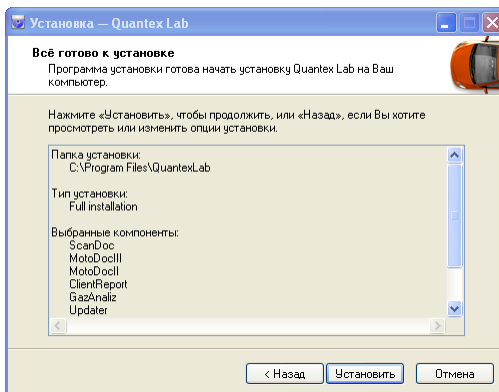 Установка — Quantex Lab
Всё готово к установке
Программа установки готова начать установку Quantex Lab на Ваш
компьютер.
Нажмите «Установить», чтобы продолжить, или «Назад», если Вы хотите
просмотреть или изменить опции установки.
Папка установки:
C:\Program Files\QuantexLab
Тип установки:
Full installation
Выбранные компоненты:
ScanDoc
MotoDocIII
MotoDocII
ClientReport
GazAnaliz
Updater
< Назад
Установить
Отмена